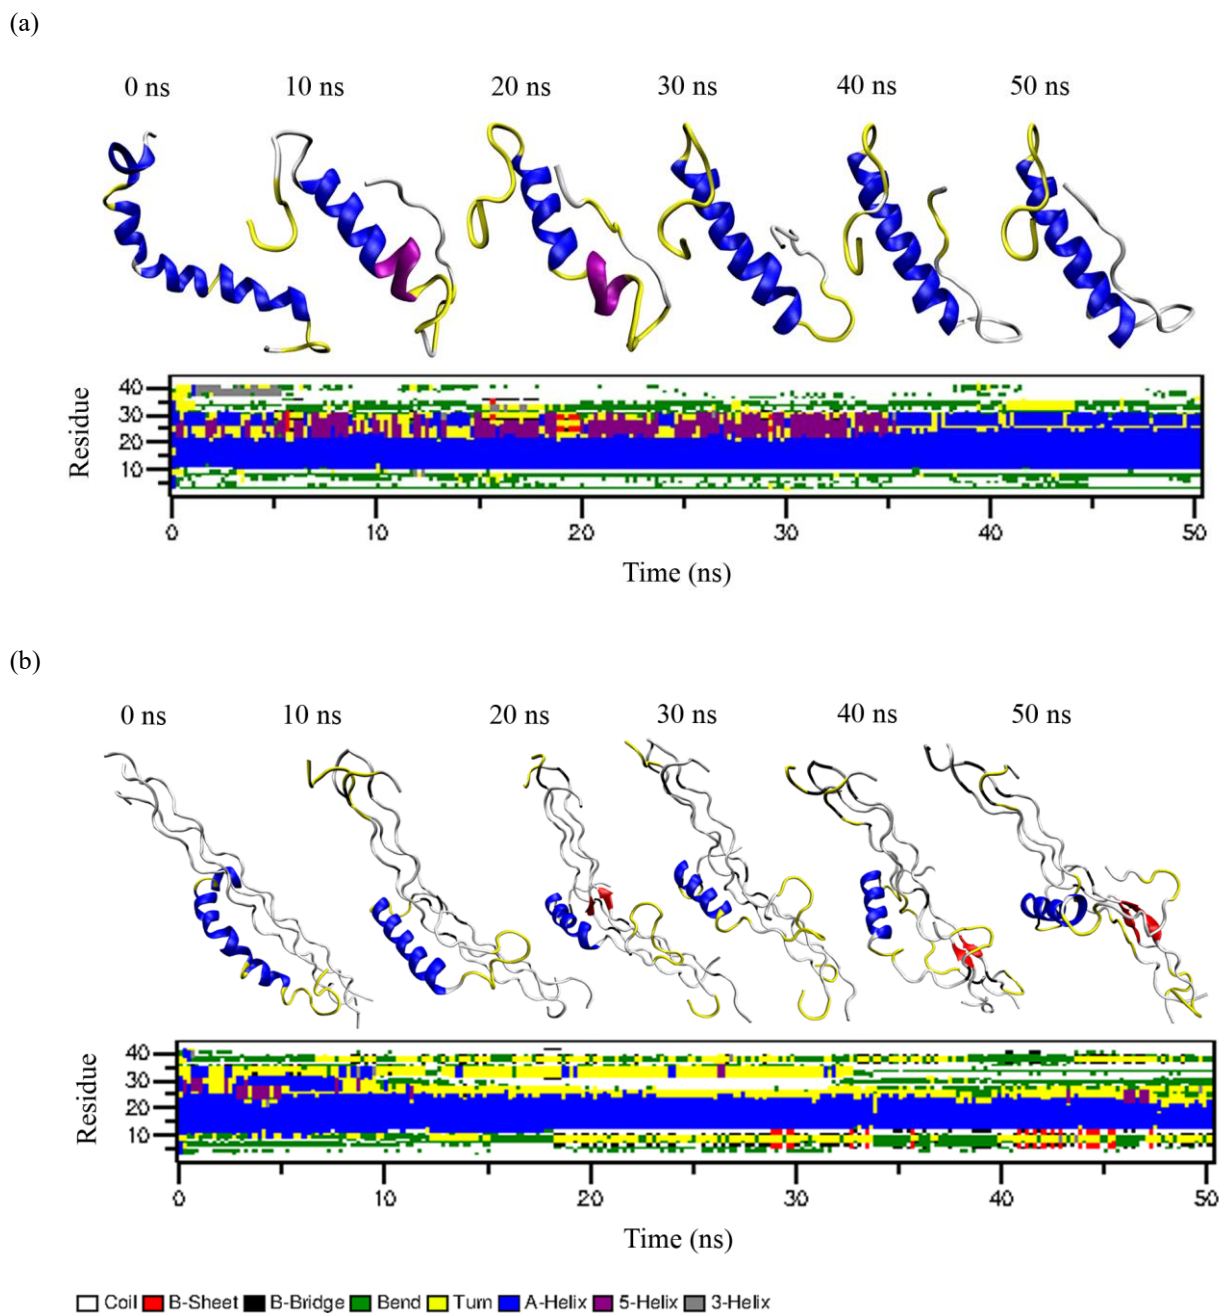 (a)
0 ns 10 ns 20 ns 30 ns 40 ns 50 ns
Residue
40
30
20
10
0 10 20 30 40 50
Time (ns)
(b)
0 ns 10 ns 20 ns 30 ns 40 ns 50 ns
Residue
40
30
20
10
0 10 20 30 40 50
Time (ns)
Coil B-Sheet B-Bridge Bend Turn A-Helix 5-Helix 3-Helix